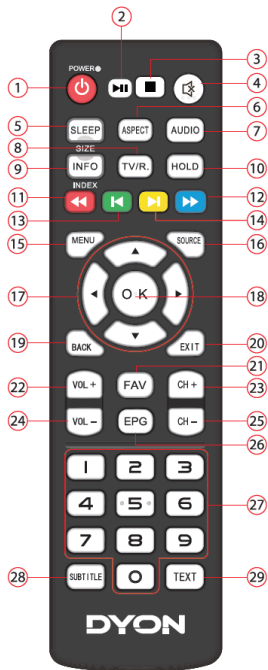 2
3
POWER
1
4
6
5
SLEEP
ASPECT
AUDIO
7
8
SIZE
9
INFO
TV/R.
HOLD
10
11
INDEX
12
13
14
15
MENU
SOURCE
16
17
OK
18
19
BACK
EXIT
20
21
22
VOL +
FAV
CH +
23
24
VOL −
EPG
CH −
25
26
1 2 3
4 5 6
27
7 8 9
28
SUBTITLE
0
TEXT
29
DYON